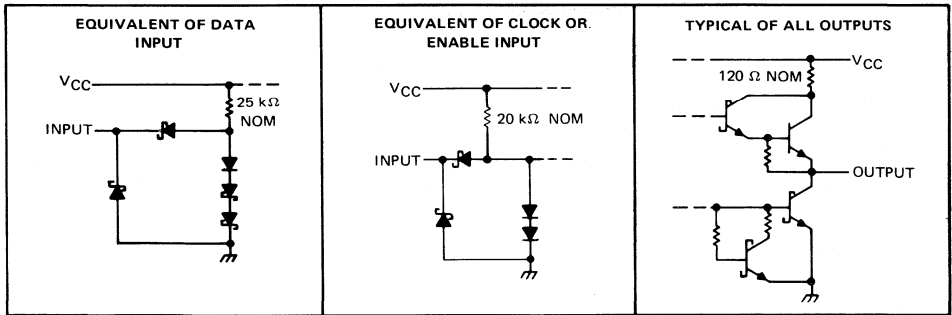 EQUIVALENT OF DATA
INPUT
VCC
25 kΩ
NOM
INPUT
EQUIVALENT OF CLOCK OR.
ENABLE INPUT
VCC
20 kΩ NOM
INPUT
TYPICAL OF ALL OUTPUTS
VCC
120 Ω NOM
OUTPUT